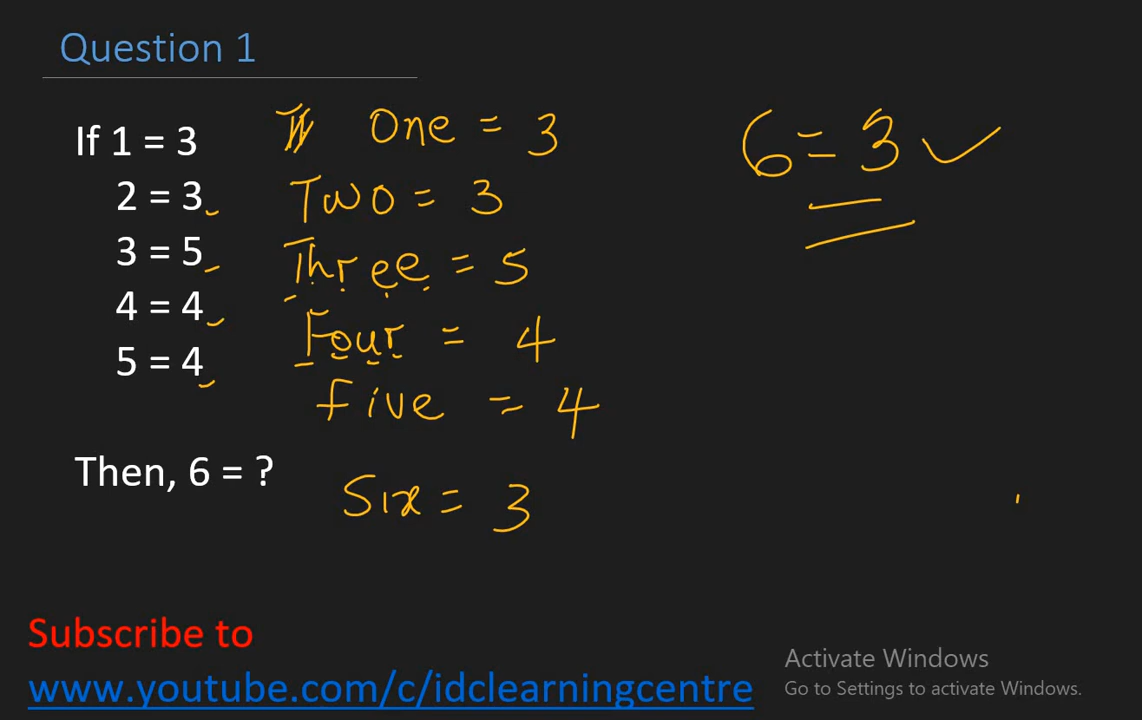 Question 1
If 1 = 3
2 = 3
3 = 5
4 = 4
5 = 4
Then, 6 = ?
One = 3
Two = 3
Three = 5
Four = 4
five = 4
Six = 3
6 = 3
Subscribe to
www.youtube.com/c/idclearningcentre
Activate Windows
Go to Settings to activate Windows.